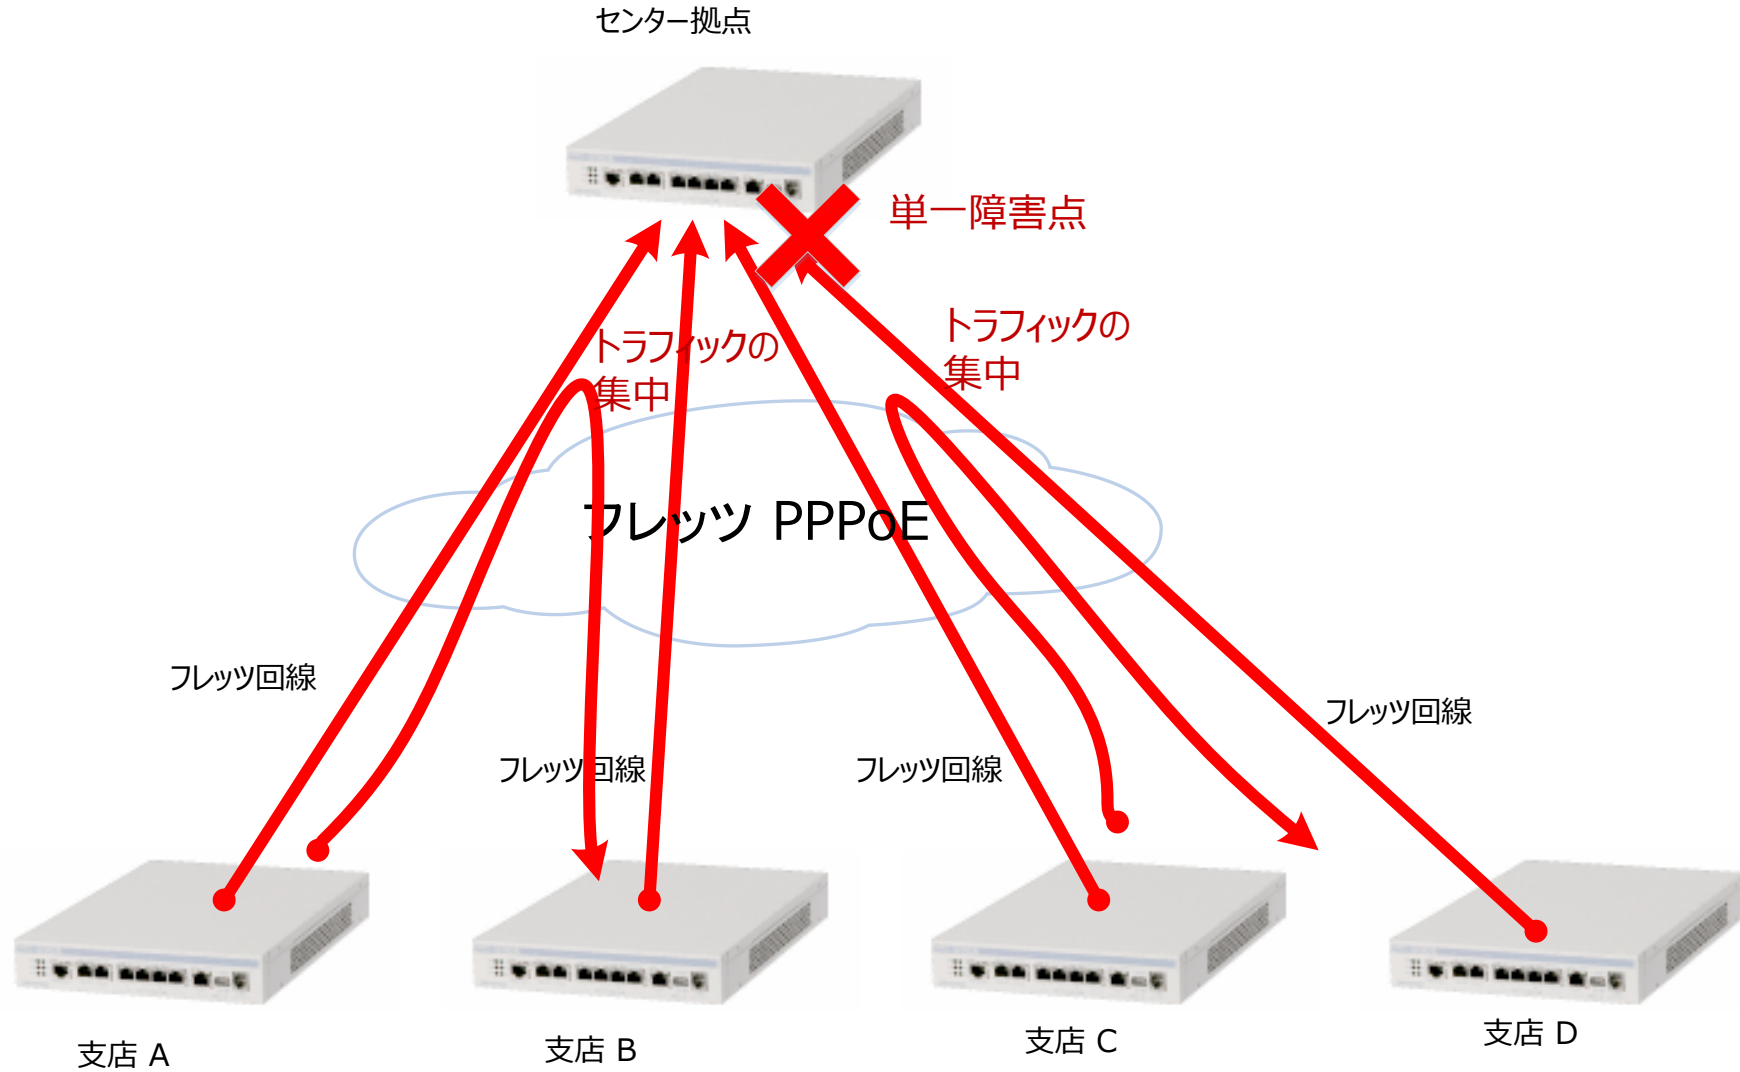 センター拠点
単一障害点
トラフィックの
集中
トラフィックの
集中
フレッツ PPPoE
フレッツ回線
フレッツ回線
フレッツ回線
フレッツ回線
支店 A
支店 B
支店 C
支店 D